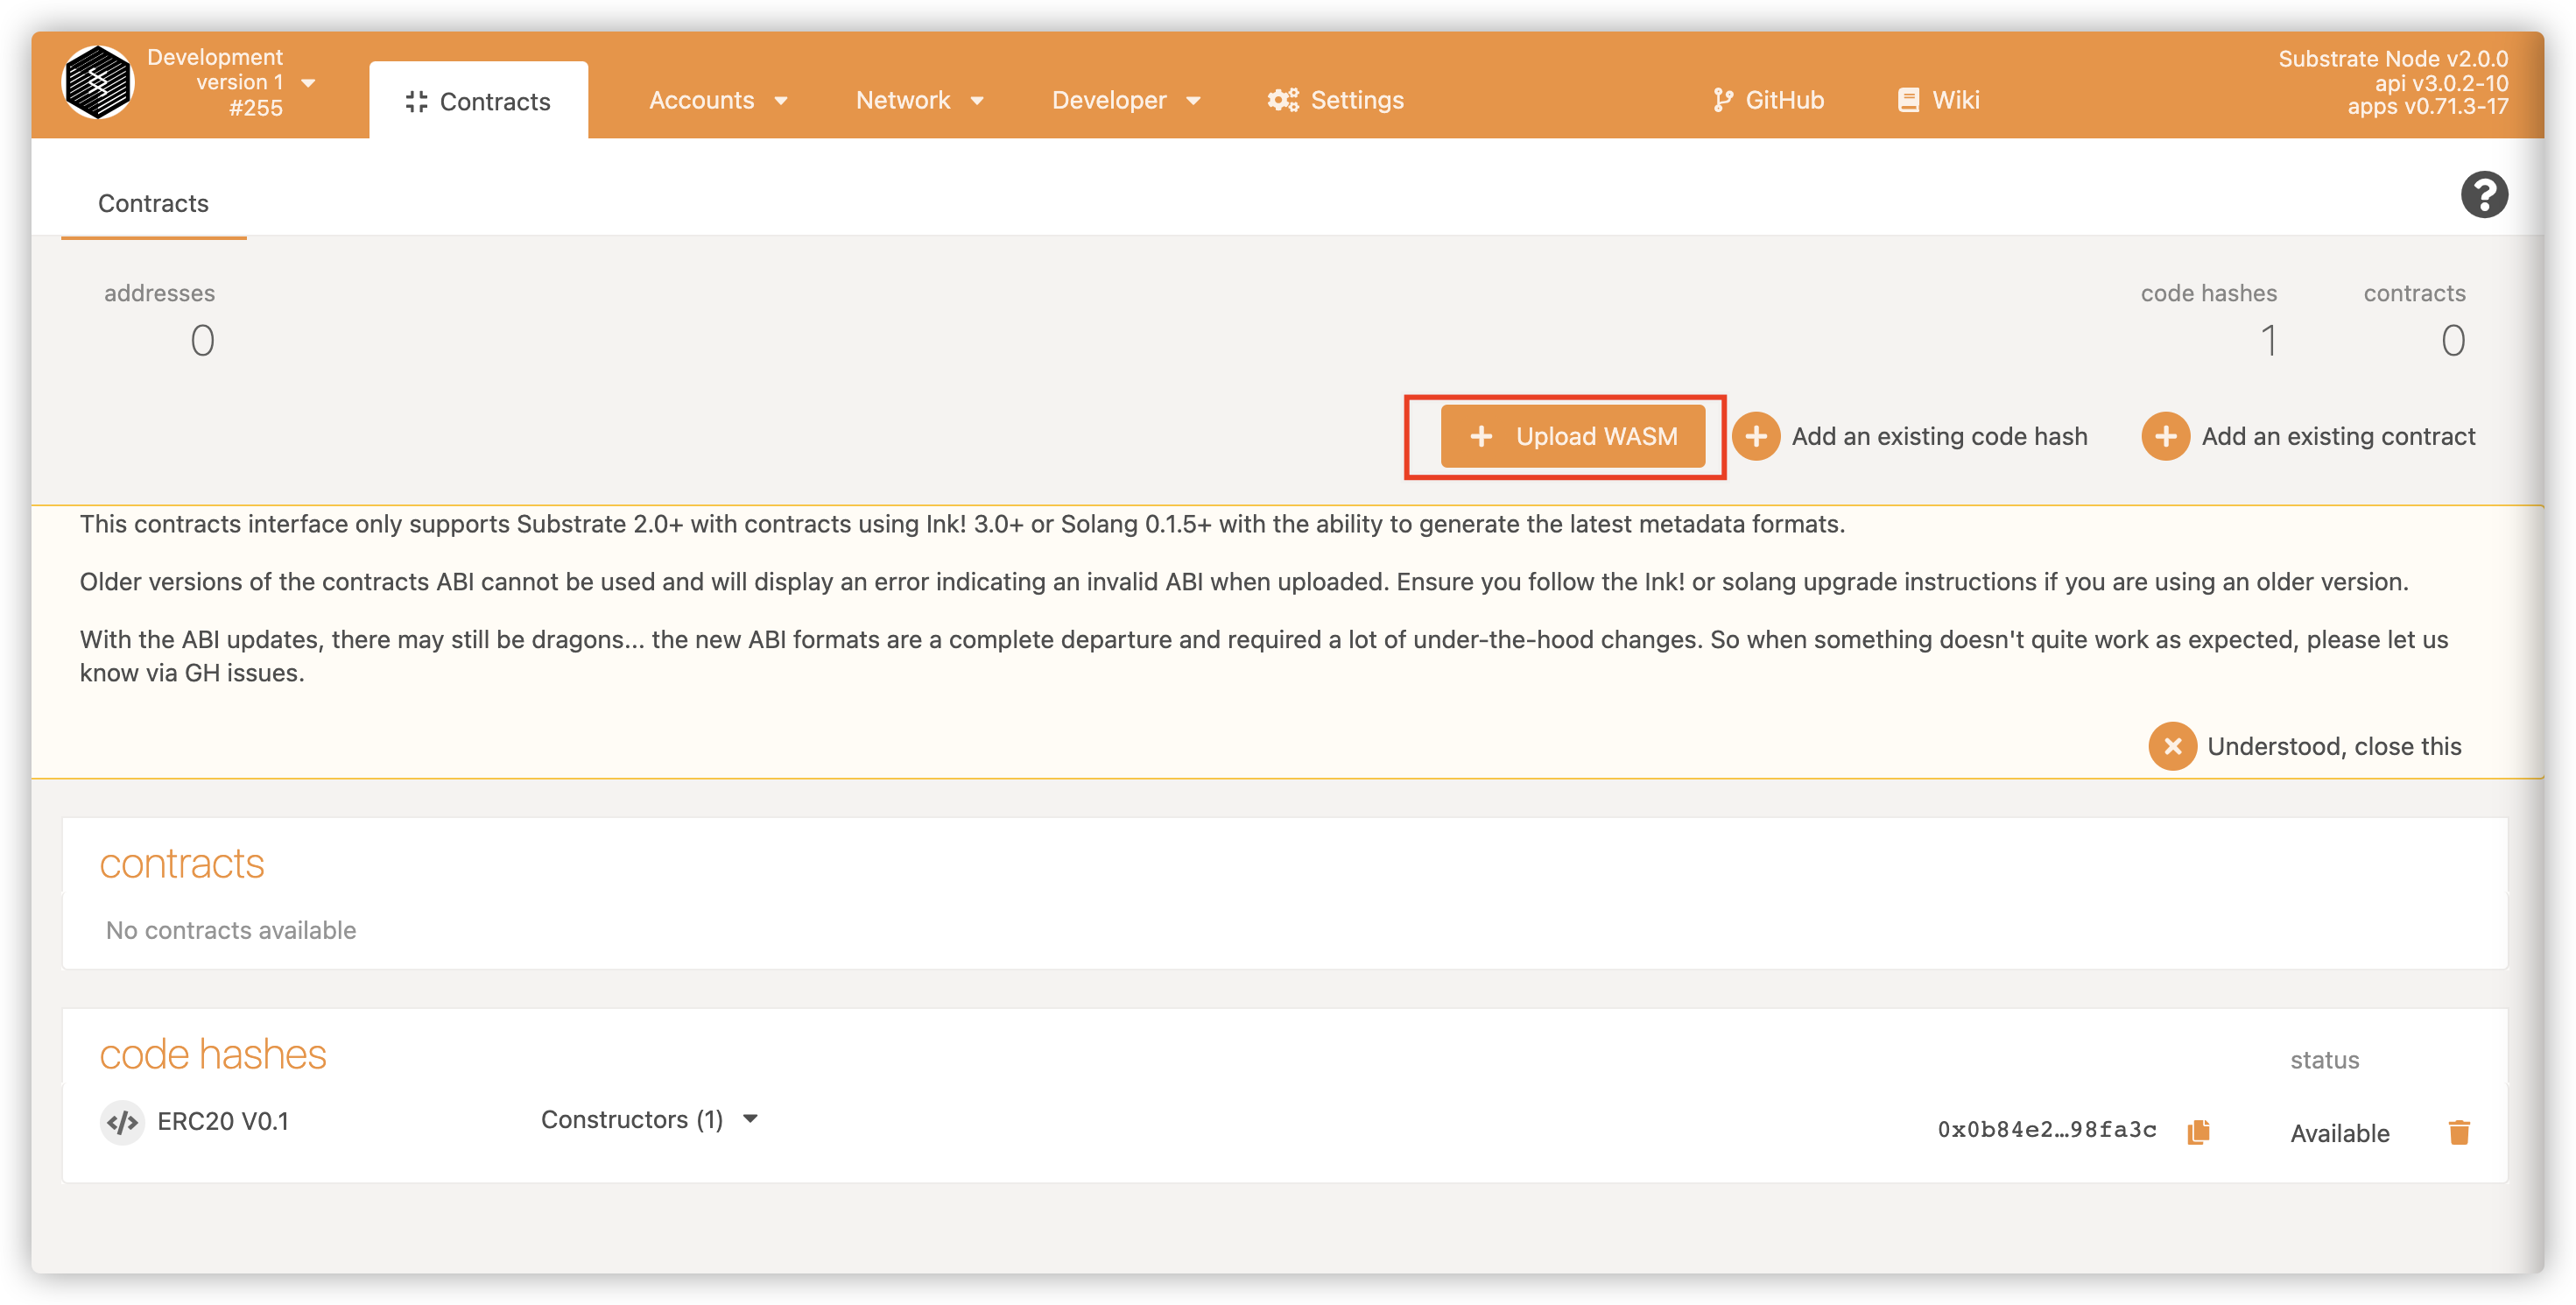 Development
version 1
#255
Contracts
Accounts
Network
Developer
Settings
GitHub
Wiki
Substrate Node v2.0.0
api v3.0.2-10
apps v0.71.3-17
Contracts
addresses
0
code hashes
1
contracts
0
Upload WASM
Add an existing code hash
Add an existing contract
This contracts interface only supports Substrate 2.0+ with contracts using Ink! 3.0+ or Solang 0.1.5+ with the ability to generate the latest metadata formats.
Older versions of the contracts ABI cannot be used and will display an error indicating an invalid ABI when uploaded. Ensure you follow the Ink! or solang upgrade instructions if you are using an older version.
With the ABI updates, there may still be dragons... the new ABI formats are a complete departure and required a lot of under-the-hood changes. So when something doesn't quite work as expected, please let us
know via GH issues.
Understood, close this
contracts
No contracts available
code hashes
status
ERC20 V0.1
Constructors (1)
0x0b84e2…98fa3c
Available